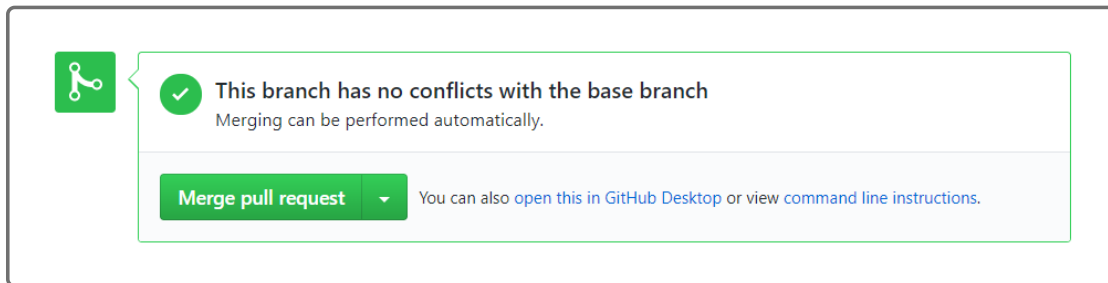 This branch has no conflicts with the base branch
Merging can be performed automatically.
Merge pull request You can also open this in GitHub Desktop or view command line instructions.